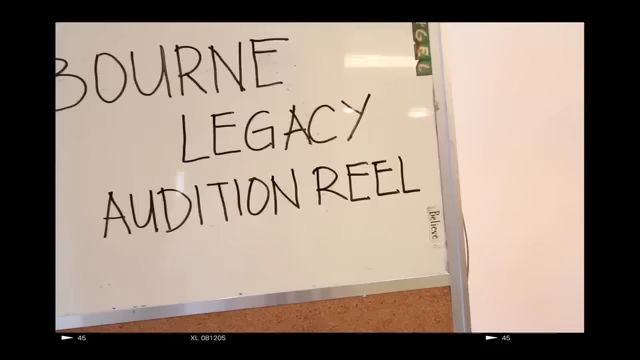 BOURNE
LEGACY
AUDITION REEL
Believe
45
XL 081205
45